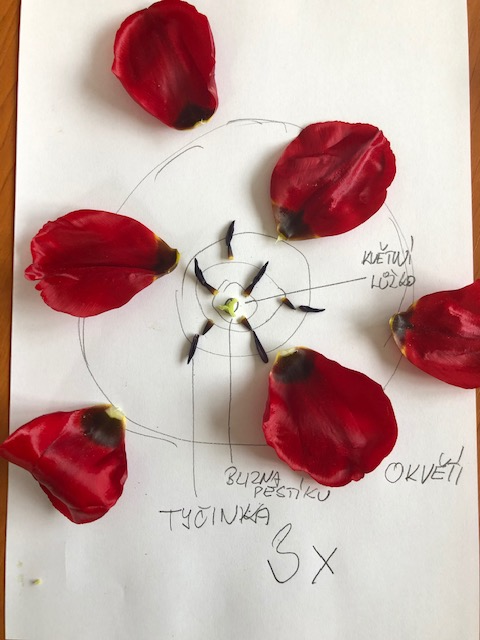 KVĚTNÍ
LŮŽKO
OKVĚTÍ
BLIZNA
PESTÍKU
TYČINKA
3x